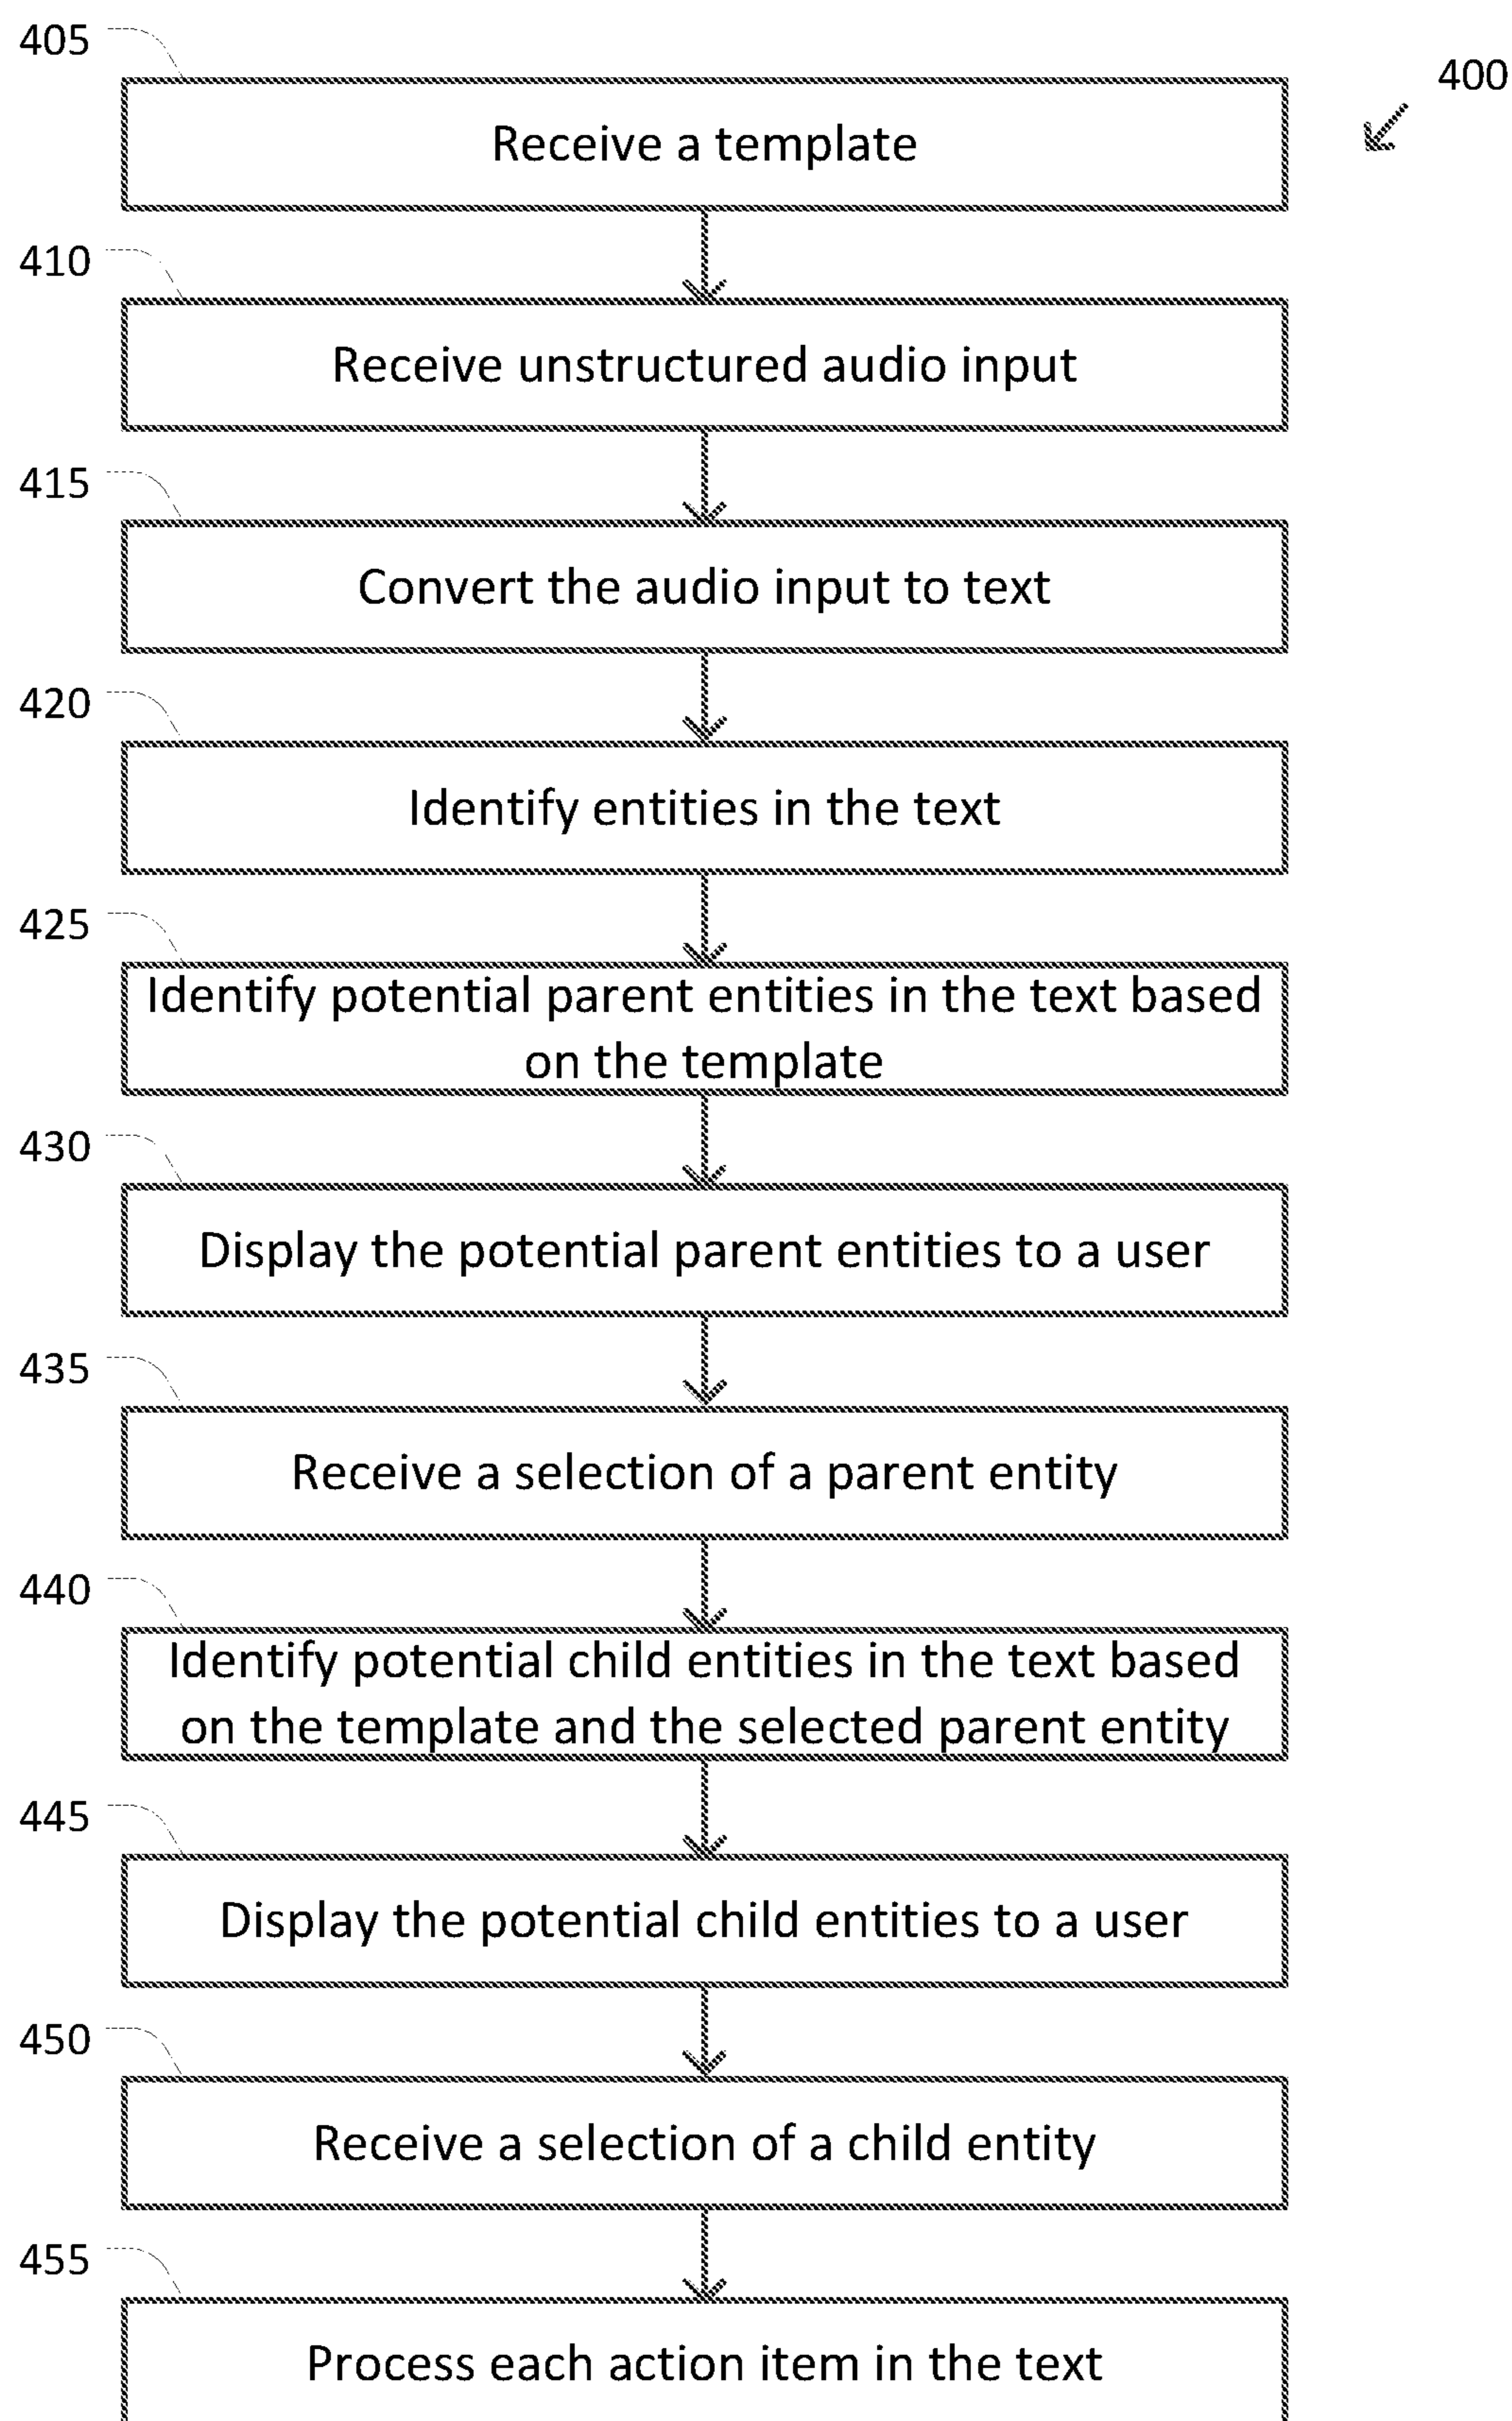 405
400
Receive a template
410
Receive unstructured audio input
415
Convert the audio input to text
420
Identify entities in the text
425
Identify potential parent entities in the text based
on the template
430
Display the potential parent entities to a user
435
Receive a selection of a parent entity
440
Identify potential child entities in the text based
on the template and the selected parent entity
445
Display the potential child entities to a user
450
Receive a selection of a child entity
455
Process each action item in the text